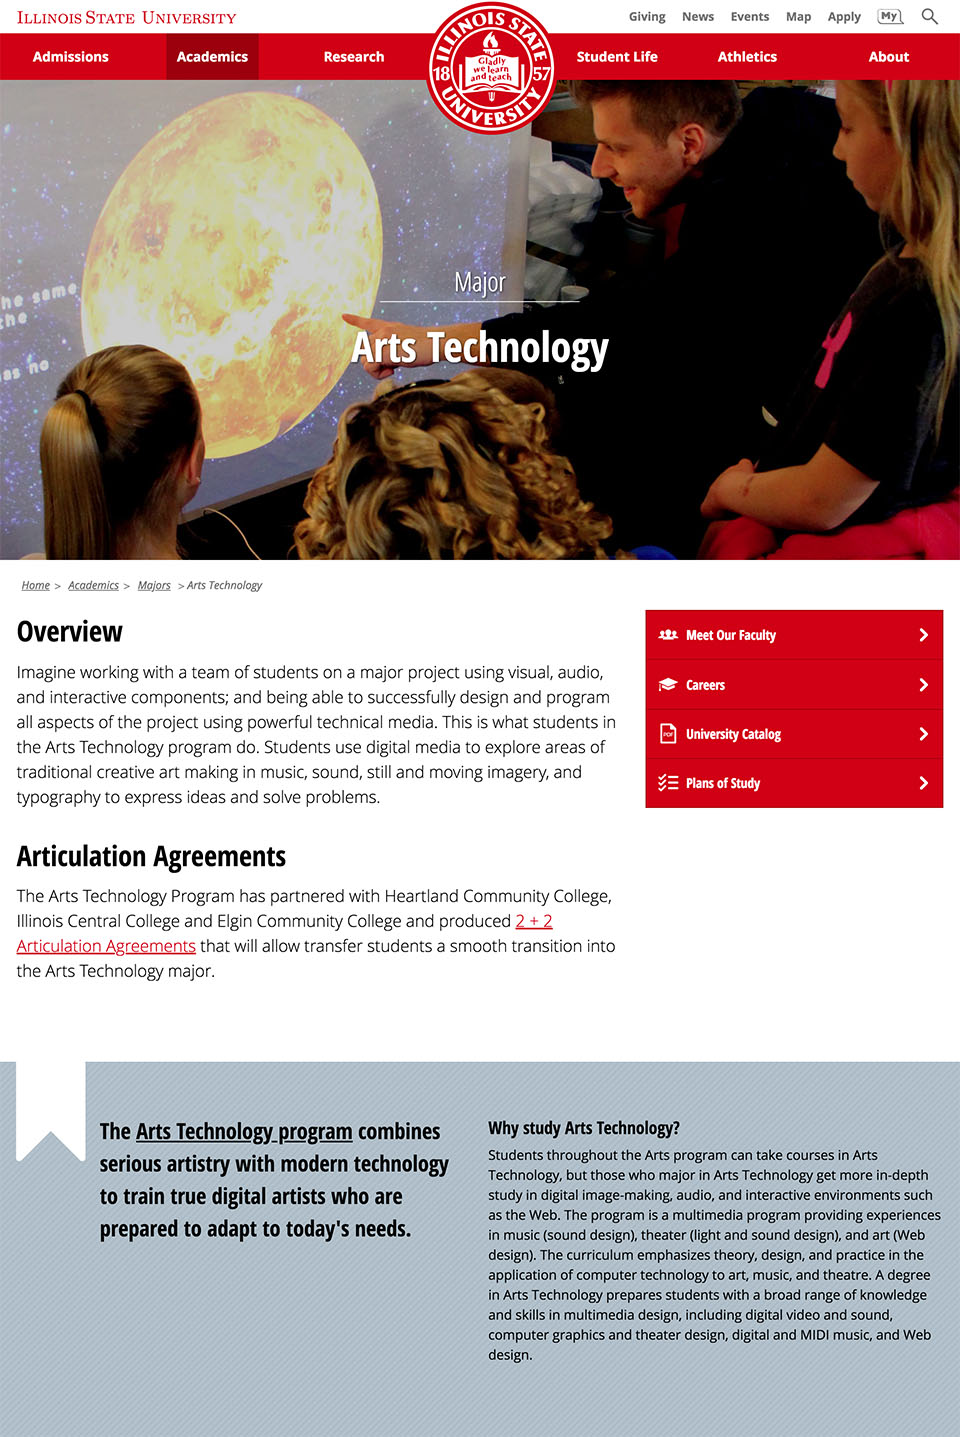 ILLINOIS STATE UNIVERSITY
Giving News Events Map Apply My
Admissions Academics Research Student Life Athletics About
ILLINOIS STATE UNIVERSITY
18 57
Gladly
we learn
and teach
he same
the
as no
Major
Arts Technology
Home > Academics > Majors > Arts Technology
Overview
Imagine working with a team of students on a major project using visual, audio,
and interactive components; and being able to successfully design and program
all aspects of the project using powerful technical media. This is what students in
the Arts Technology program do. Students use digital media to explore areas of
traditional creative art making in music, sound, still and moving imagery, and
typography to express ideas and solve problems.
Meet Our Faculty
Careers
PDF University Catalog
Plans of Study
Articulation Agreements
The Arts Technology Program has partnered with Heartland Community College,
Illinois Central College and Elgin Community College and produced 2 + 2
Articulation Agreements that will allow transfer students a smooth transition into
the Arts Technology major.
The Arts Technology program combines
serious artistry with modern technology
to train true digital artists who are
prepared to adapt to today's needs.
Why study Arts Technology?
Students throughout the Arts program can take courses in Arts
Technology, but those who major in Arts Technology get more in-depth
study in digital image-making, audio, and interactive environments such
as the Web. The program is a multimedia program providing experiences
in music (sound design), theater (light and sound design), and art (Web
design). The curriculum emphasizes theory, design, and practice in the
application of computer technology to art, music, and theatre. A degree
in Arts Technology prepares students with a broad range of knowledge
and skills in multimedia design, including digital video and sound,
computer graphics and theater design, digital and MIDI music, and Web
design.